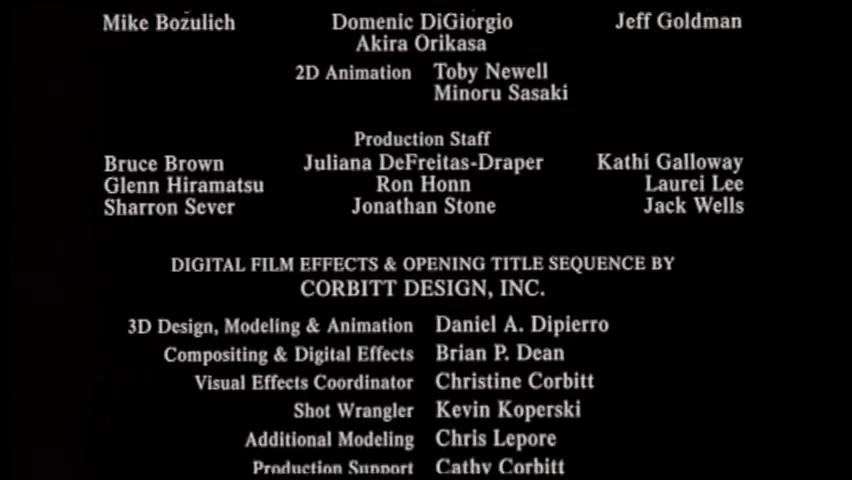 Mike Bozulich Domenic DiGiorgio Jeff Goldman
Akira Orikasa
2D Animation Toby Newell
Minoru Sasaki
Production Staff
Bruce Brown Juliana DeFreitas-Draper Kathi Galloway
Glenn Hiramatsu Ron Honn Laurei Lee
Sharron Sever Jonathan Stone Jack Wells
DIGITAL FILM EFFECTS & OPENING TITLE SEQUENCE BY
CORBITT DESIGN, INC.
3D Design, Modeling & Animation Daniel A. Dipierro
Compositing & Digital Effects Brian P. Dean
Visual Effects Coordinator Christine Corbitt
Shot Wrangler Kevin Koperski
Additional Modeling Chris Lepore
Production Support Cathy Corbitt